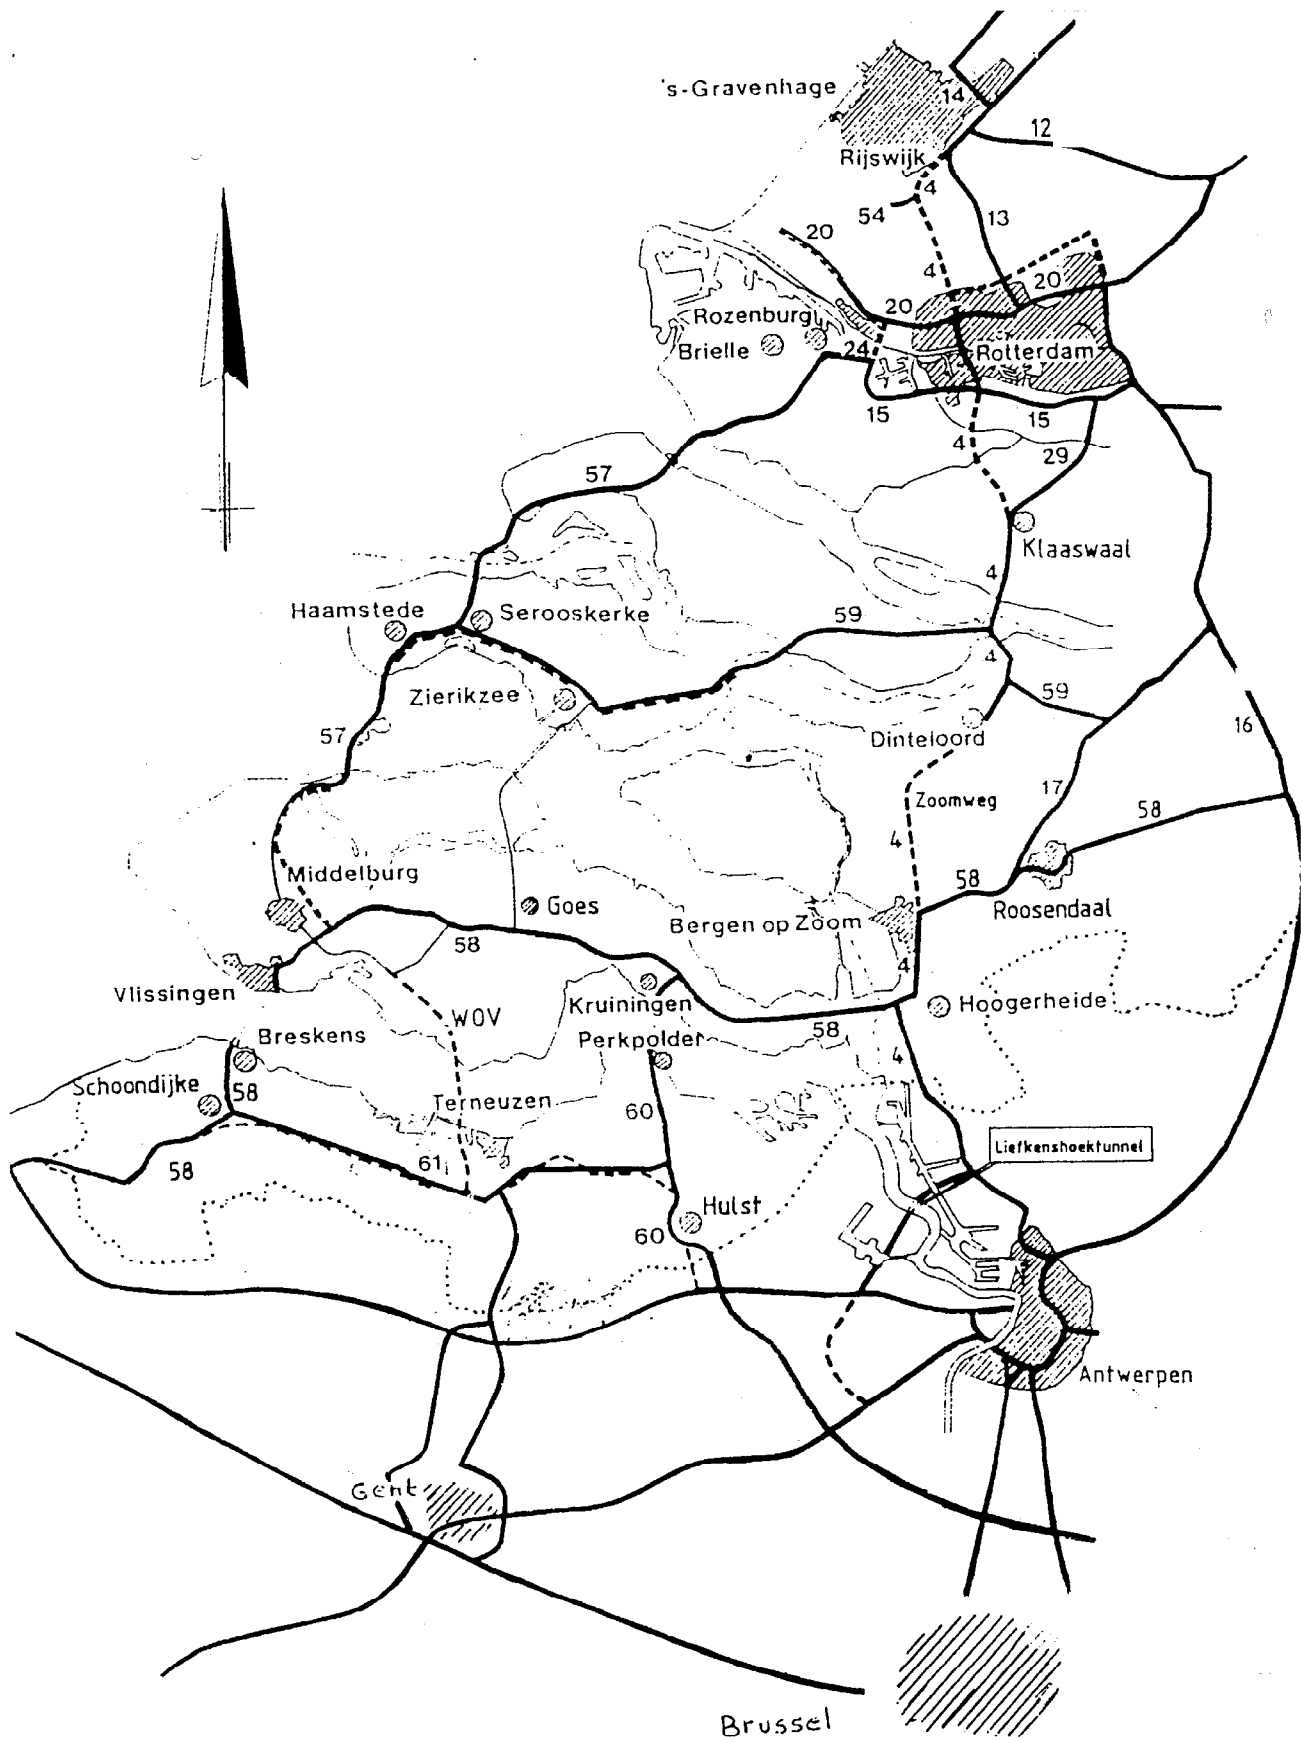 's-Gravenhage
14
12
Rijswijk
4
54
13
20
4
20
20
Rozenburg
Brielle
24
Rotterdam
15
15
4
29
57
Klaaswaal
4
Haamstede
Serooskerke
59
4
Zierikzee
59
57
Dinteloord
16
Zoomweg
17
58
4
Middelburg
58
Goes
Roosendaal
Bergen op Zoom
58
4
Vlissingen
Kruiningen
Hoogerheide
WOV
Breskens
Perkpolder
58
4
Schoondijke
58
Terneuzen
60
Liefkenshoektunnel
58
61
Hulst
60
Antwerpen
Gent
Brussel